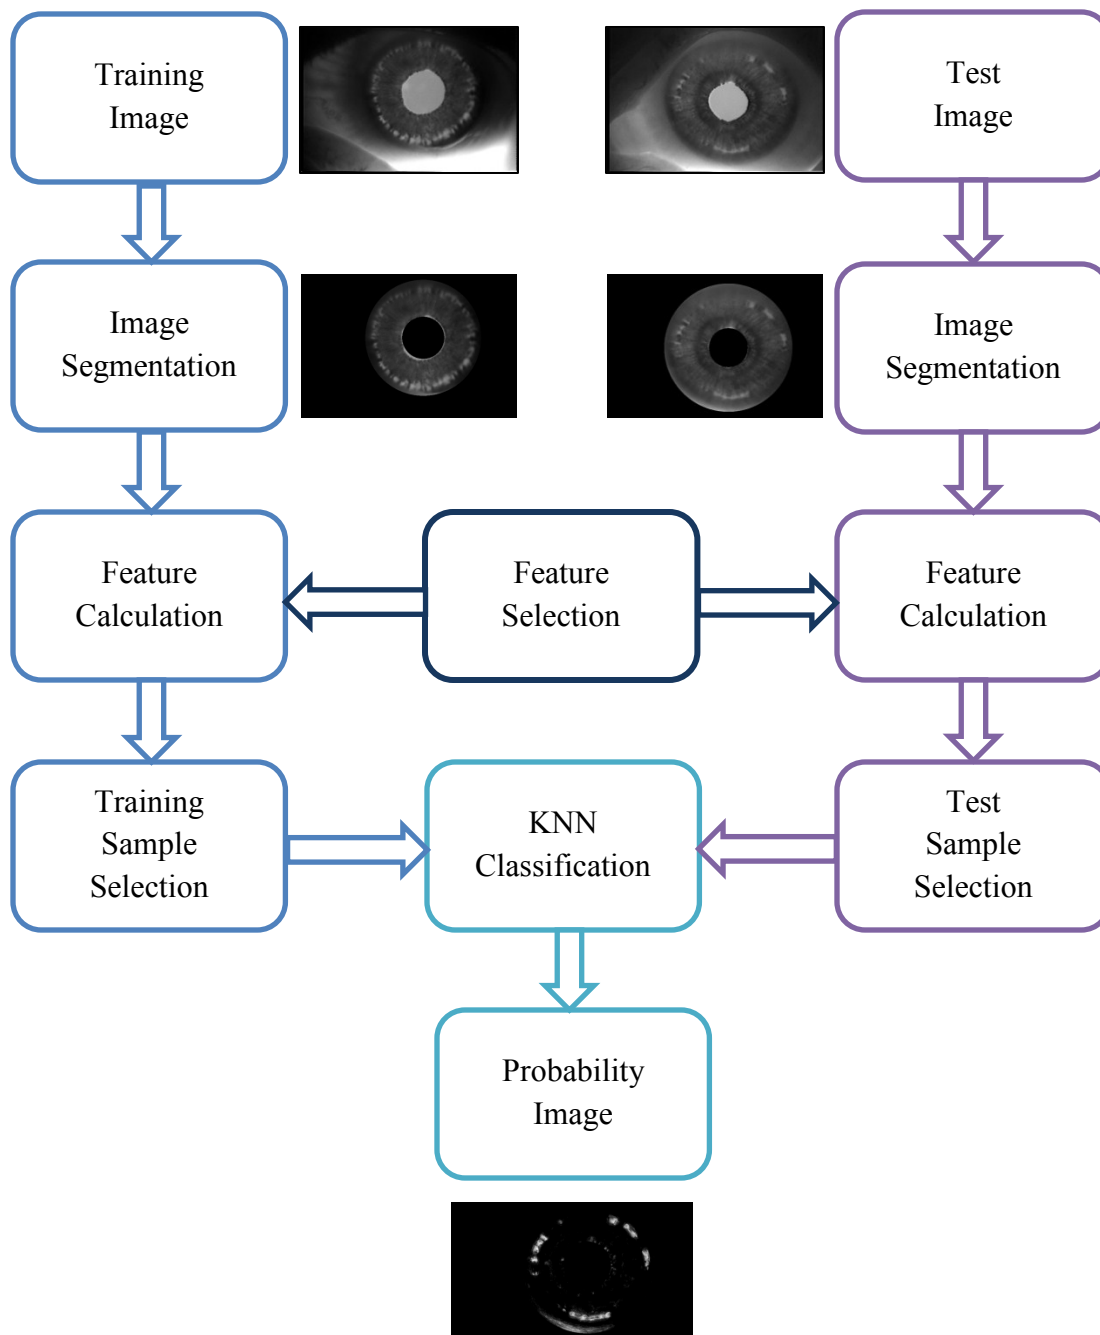 Training
Image
Test
Image
Image
Segmentation
Image
Segmentation
Feature
Calculation
Feature
Selection
Feature
Calculation
Training
Sample
Selection
KNN
Classification
Test
Sample
Selection
Probability
Image